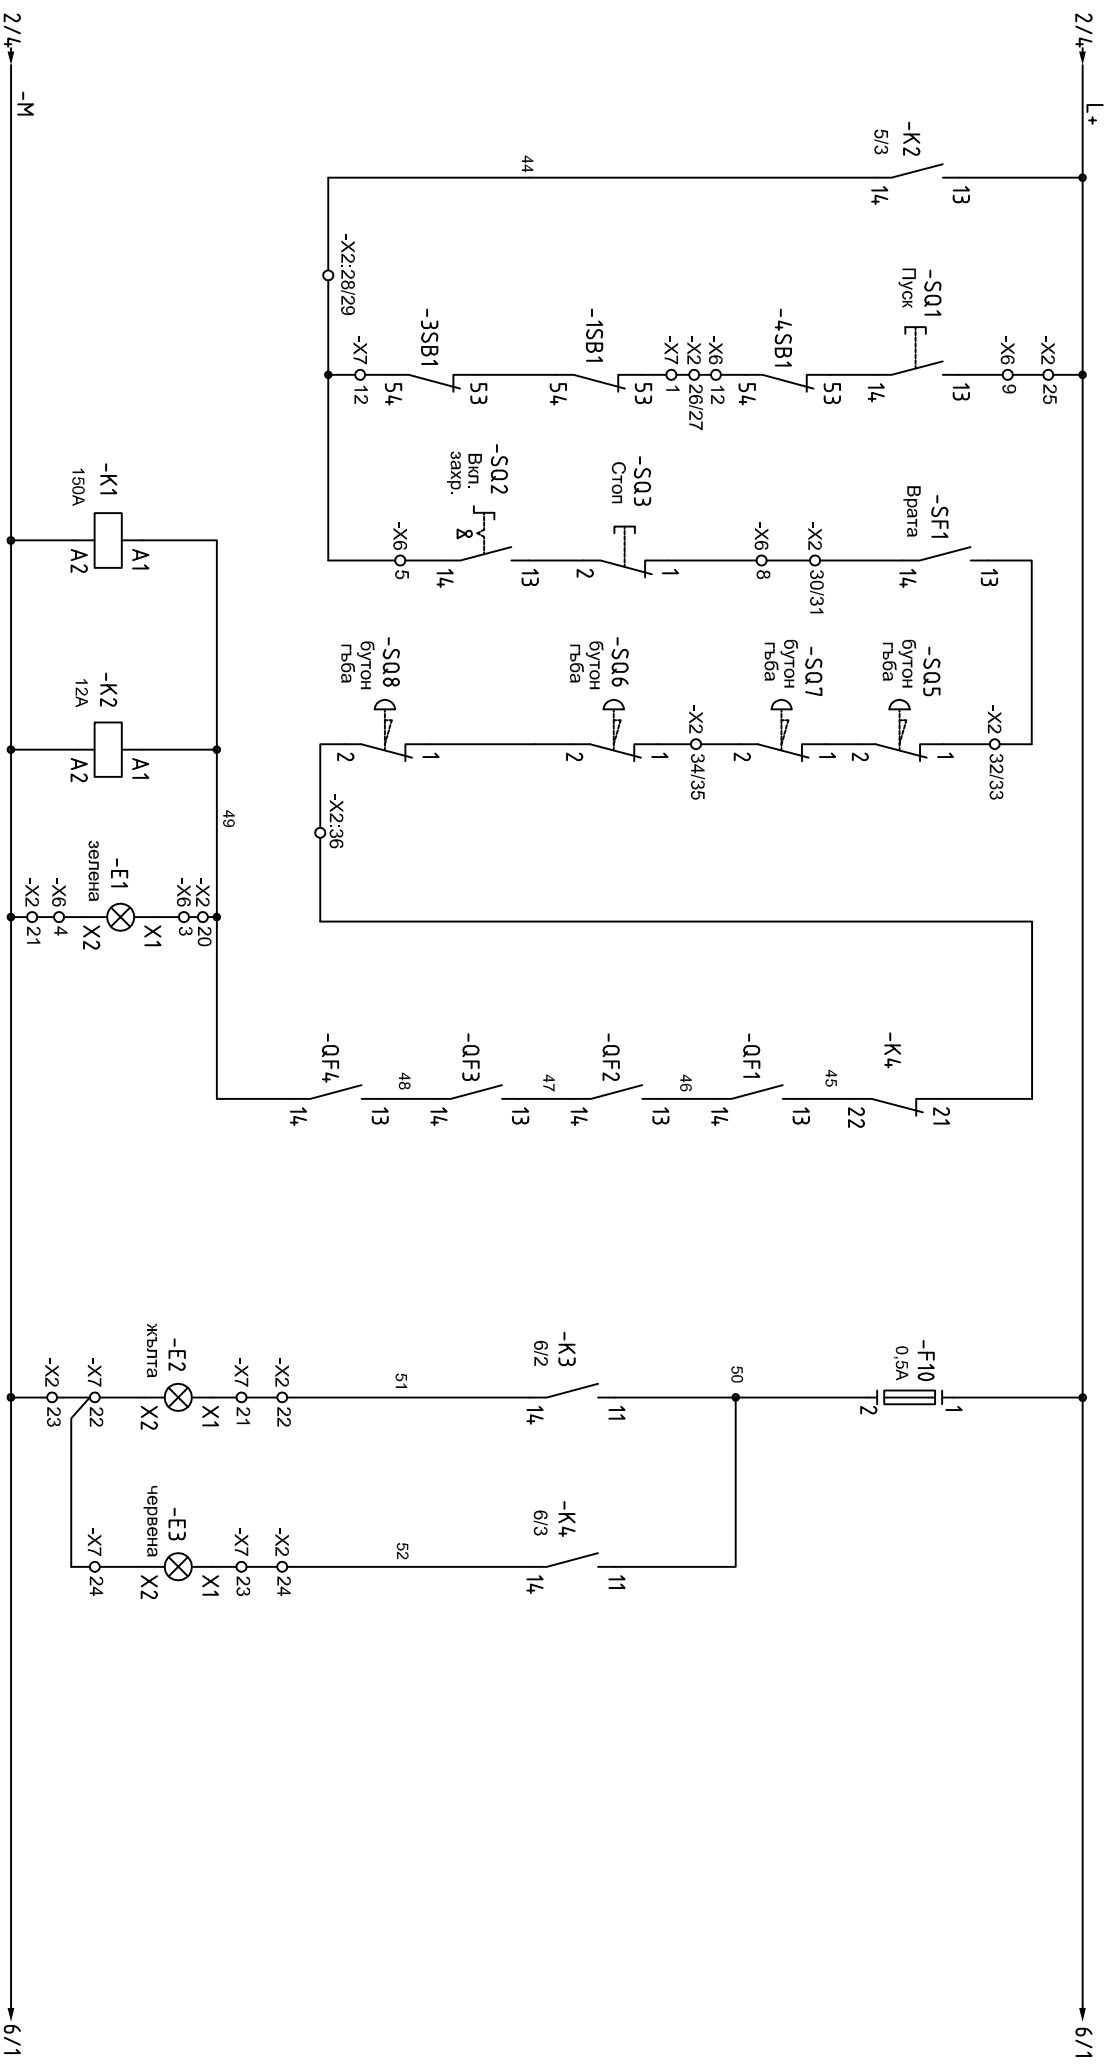 2/4
L+
6/1
-K2
5/3
13
14
44
-X2:28/29
-X2
25
-X6
9
-SQ1
Пуск
13
14
-4SB1
53
54
-X6
12
-X2
26/27
-X7
1
-1SB1
53
54
-3SB1
53
54
-X7
12
-SF1
Врата
13
14
-X2
30/31
-X6
8
-SQ3
Стоп
1
2
-SQ2
Вкл.
захр.
13
14
-X6
5
-X2
32/33
-SQ5
бутон
гъба
1
2
-SQ7
бутон
гъба
1
2
-X2
34/35
-SQ6
бутон
гъба
1
2
-SQ8
бутон
гъба
1
2
-X2:36
-K4
21
22
45
-QF1
13
14
46
-QF2
13
14
47
-QF3
13
14
48
-QF4
13
14
49
-K1
150A
A1
A2
-K2
12A
A1
A2
-X2
20
-X6
3
-E1
зелена
X1
X2
-X6
4
-X2
21
-F10
0,5A
1
2
50
-K3
6/2
11
14
51
-X2
22
-X7
21
-E2
жълта
X1
X2
-X7
22
-X2
23
-K4
6/3
11
14
52
-X2
24
-X7
23
-E3
червена
X1
X2
-X7
24
2/4
-M
6/1